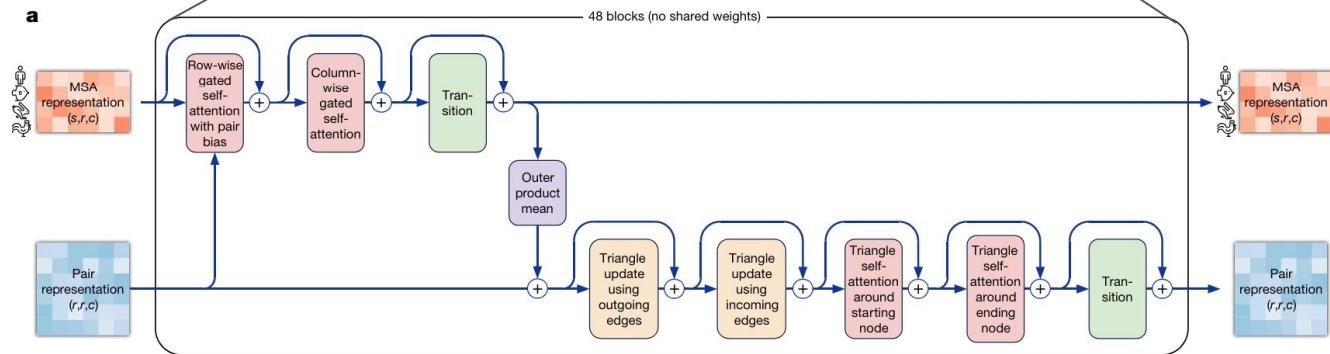 a
48 blocks (no shared weights)
MSA
representation
(s,r,c)
Row-wise
gated
self-
attention
with pair
bias
+
Column-
wise
gated
self-
attention
+
Tran-
sition
+
MSA
representation
(s,r,c)
Outer
product
mean
Pair
representation
(r,r,c)
+
Triangle
update
using
outgoing
edges
+
Triangle
update
using
incoming
edges
+
Triangle
self-
attention
around
starting
node
+
Triangle
self-
attention
around
ending
node
+
Tran-
sition
+
Pair
representation
(r,r,c)